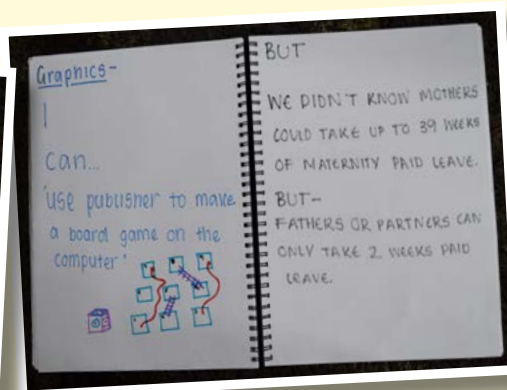 Graphics-
I
can...
'use publisher to make
a board game on the
computer'
BUT
WE DIDN'T KNOW MOTHERS
COULD TAKE UP TO 39 WEEKS
OF MATERNITY PAID LEAVE.
BUT-
FATHERS OR PARTNERS CAN
ONLY TAKE 2 WEEKS PAID
LEAVE.